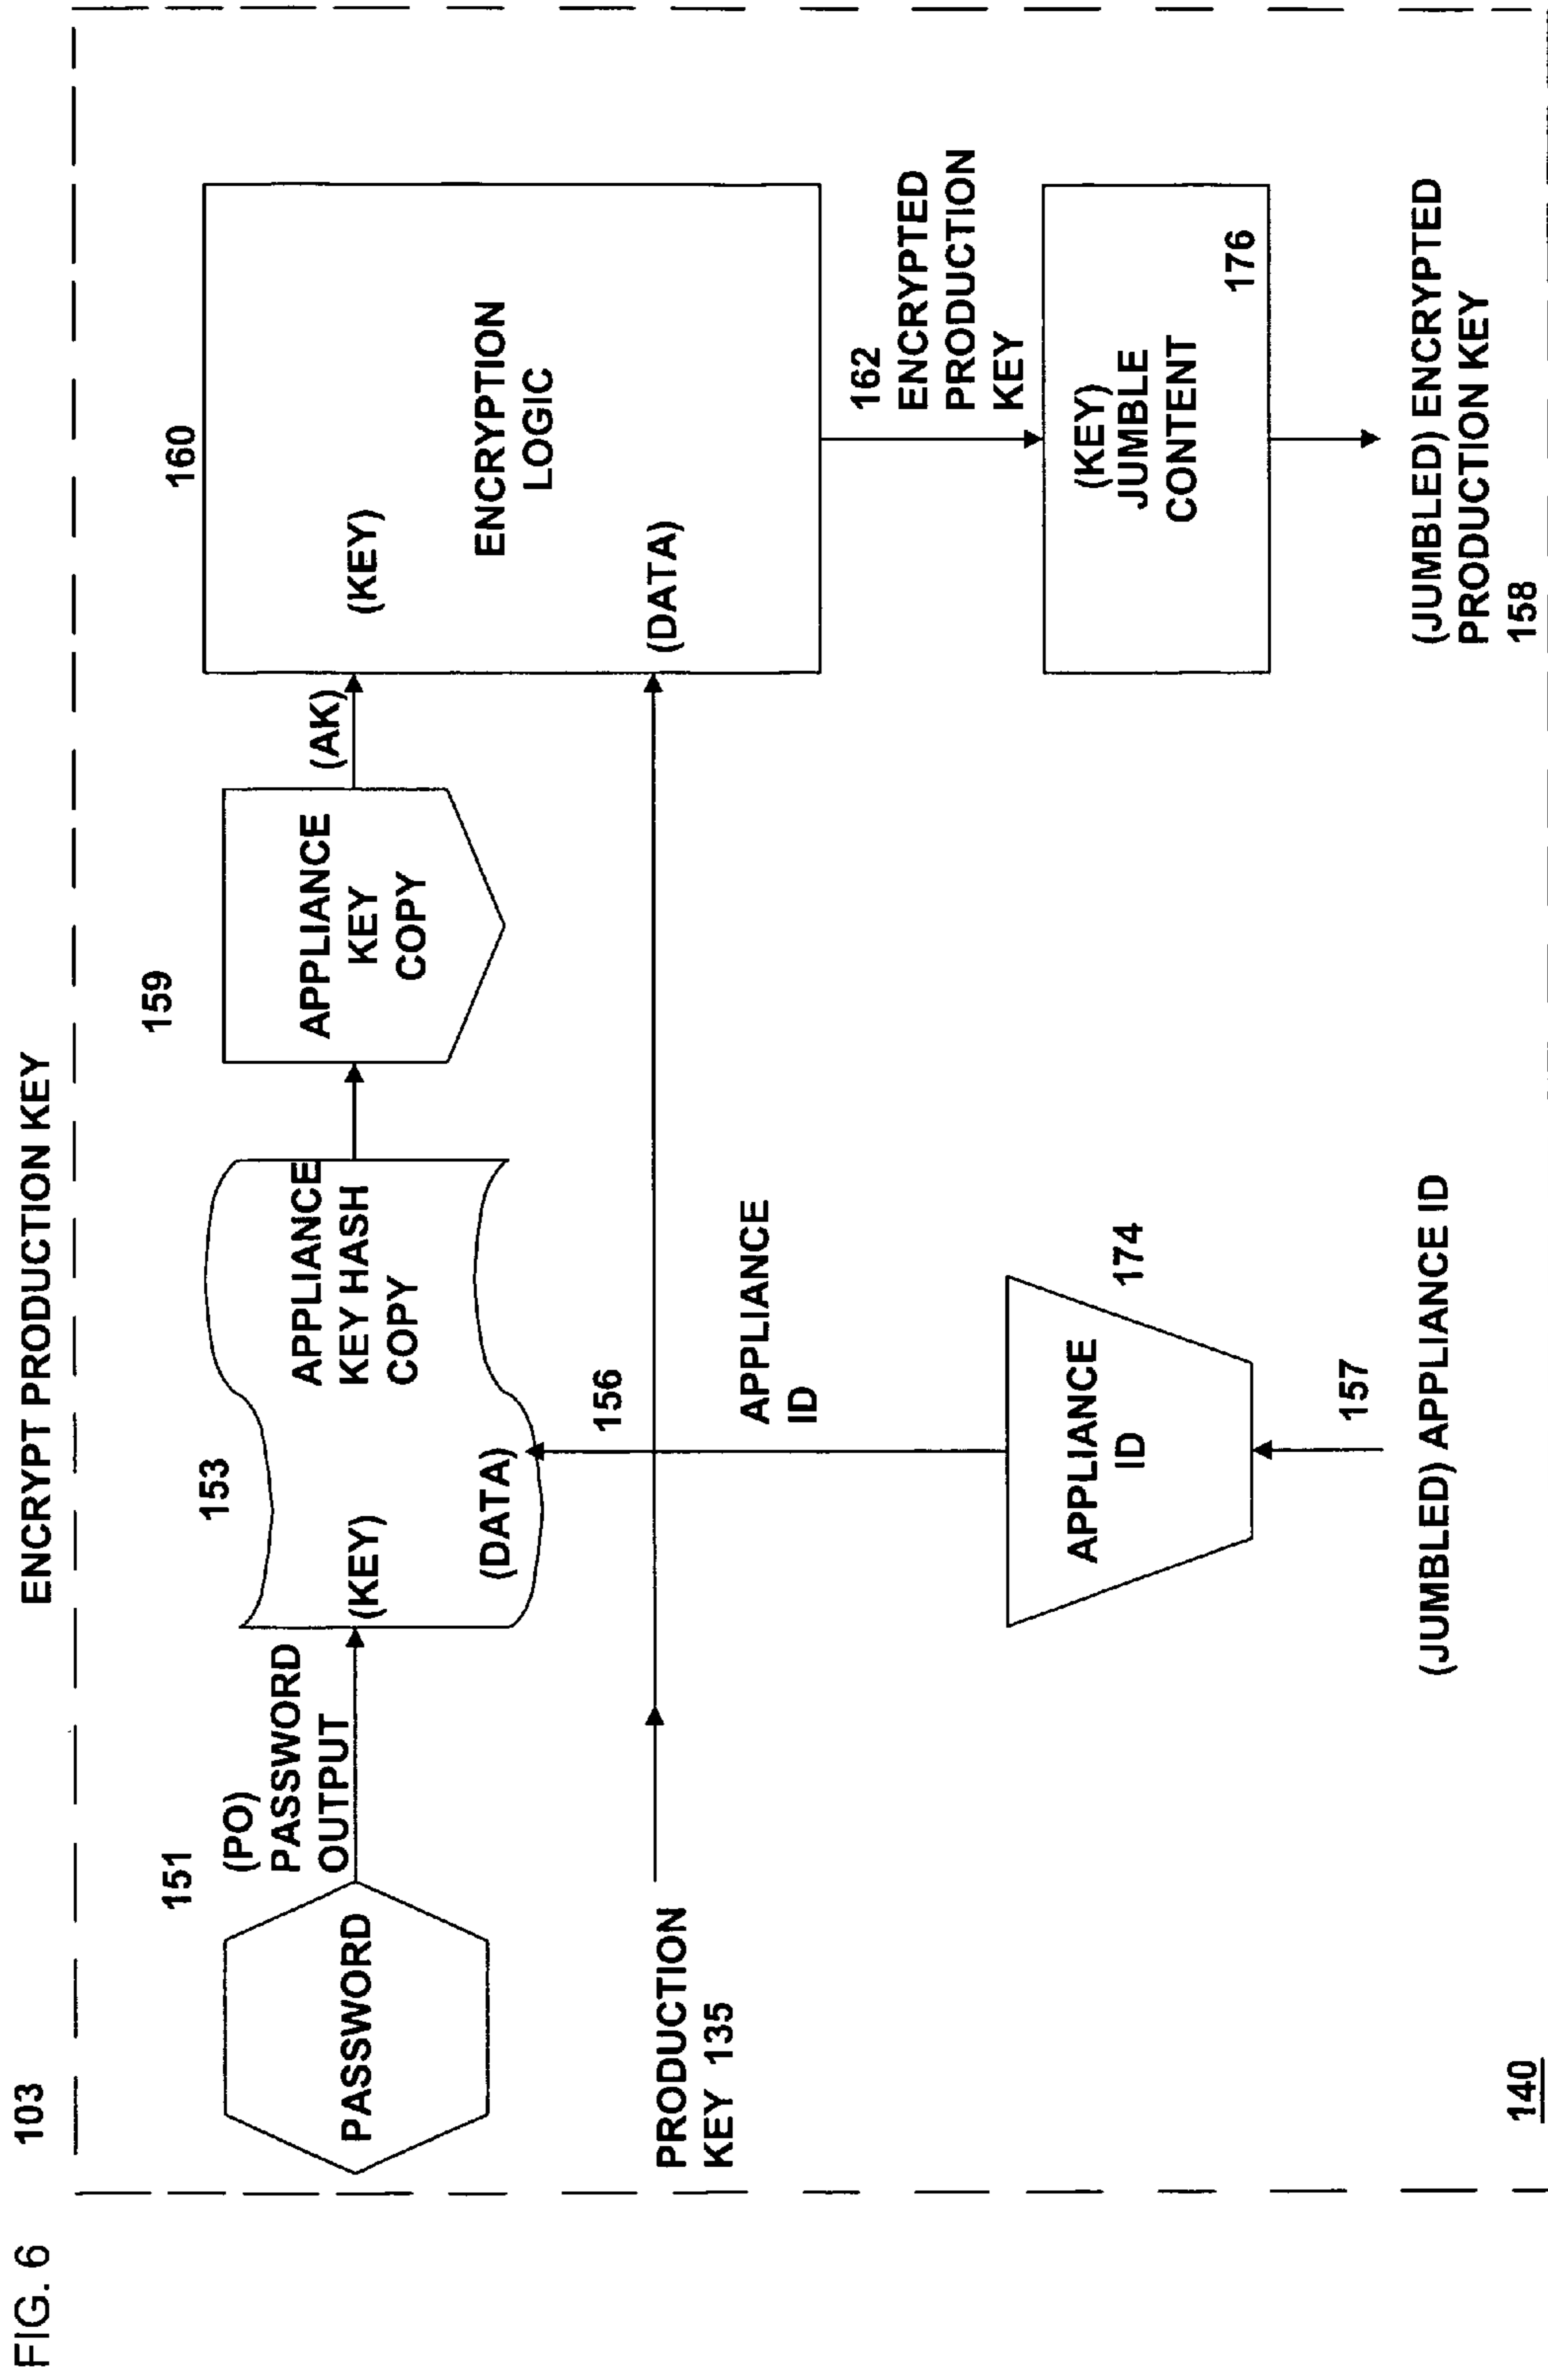 FIG. 6
103
ENCRYPT PRODUCTION KEY
151
(PO)
PASSWORD
OUTPUT
PASSWORD
153
(KEY)
(DATA)
APPLIANCE
KEY HASH
COPY
159
APPLIANCE
KEY
COPY
(AK)
160
(KEY)
ENCRYPTION
LOGIC
(DATA)
PRODUCTION
KEY 135
156
APPLIANCE
ID
162
ENCRYPTED
PRODUCTION
KEY
APPLIANCE
ID
174
(KEY)
JUMBLE
CONTENT
176
157
(JUMBLED) APPLIANCE ID
(JUMBLED) ENCRYPTED
PRODUCTION KEY
158
140